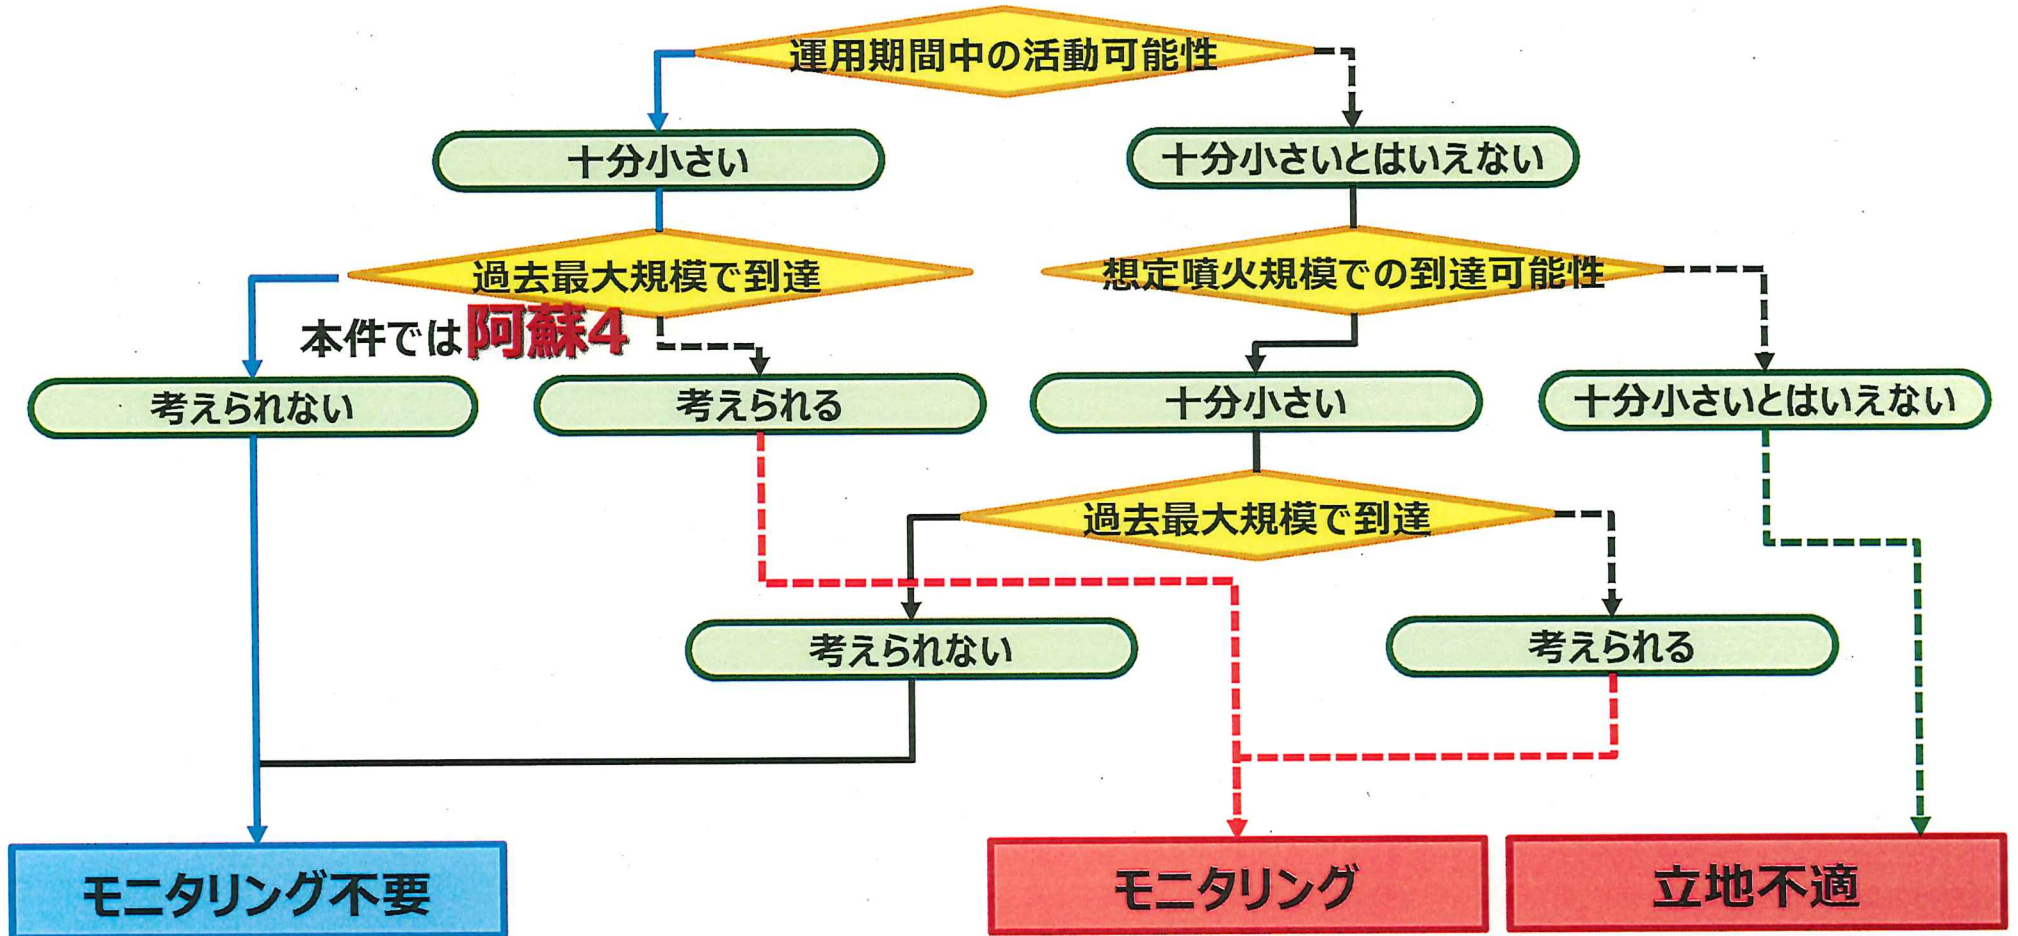 運用期間中の活動可能性
十分小さい
十分小さいとはいえない
過去最大規模で到達
想定噴火規模での到達可能性
本件では阿蘇4
考えられない
考えられる
十分小さい
十分小さいとはいえない
過去最大規模で到達
考えられない
考えられる
モニタリング不要
モニタリング
立地不適